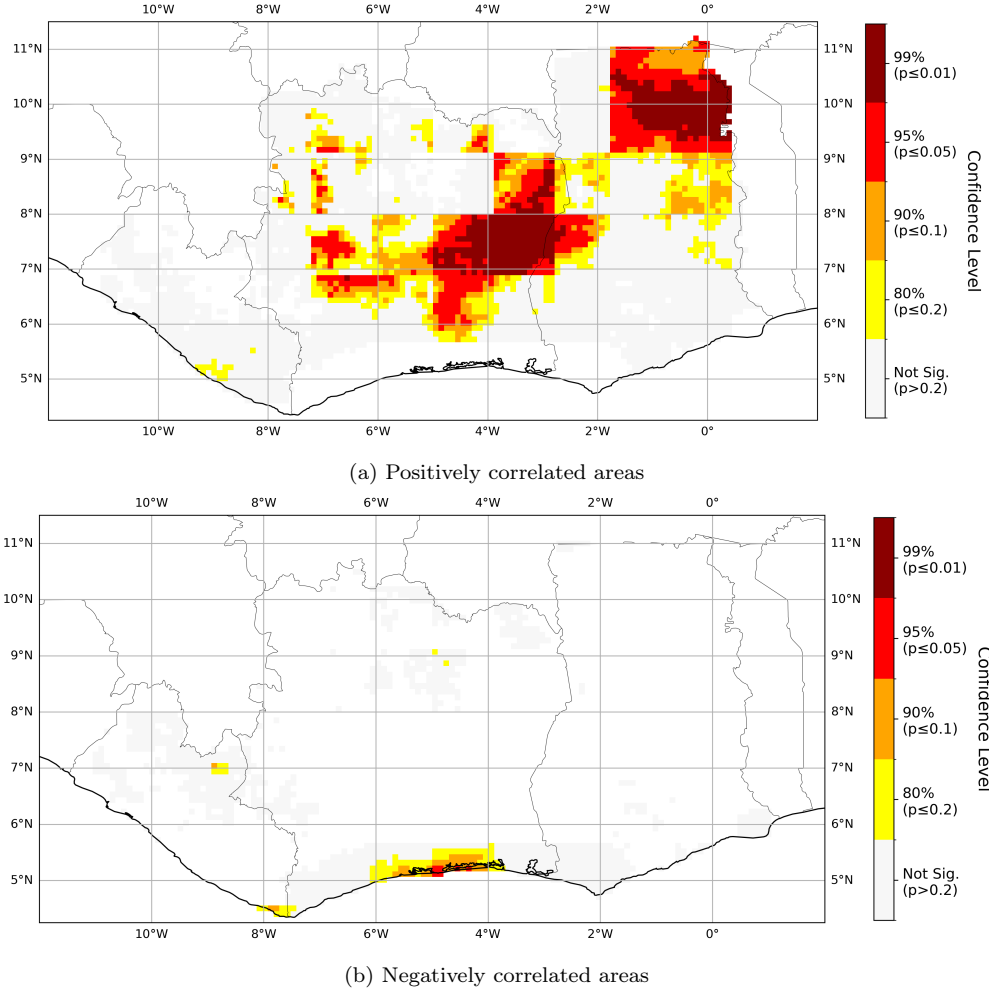 10°W 8°W 6°W 4°W 2°W 0°
11°N 11°N
10°N 10°N
9°N 9°N
8°N 8°N
7°N 7°N
6°N 6°N
5°N 5°N
10°W 8°W 6°W 4°W 2°W 0°
99%
(p≤0.01)
95%
(p≤0.05)
90%
(p≤0.1)
80%
(p≤0.2)
Not Sig.
(p>0.2)
Confidence Level
(a) Positively correlated areas
10°W 8°W 6°W 4°W 2°W 0°
11°N 11°N
10°N 10°N
9°N 9°N
8°N 8°N
7°N 7°N
6°N 6°N
5°N 5°N
10°W 8°W 6°W 4°W 2°W 0°
99%
(p≤0.01)
95%
(p≤0.05)
90%
(p≤0.1)
80%
(p≤0.2)
Not Sig.
(p>0.2)
Confidence Level
(b) Negatively correlated areas